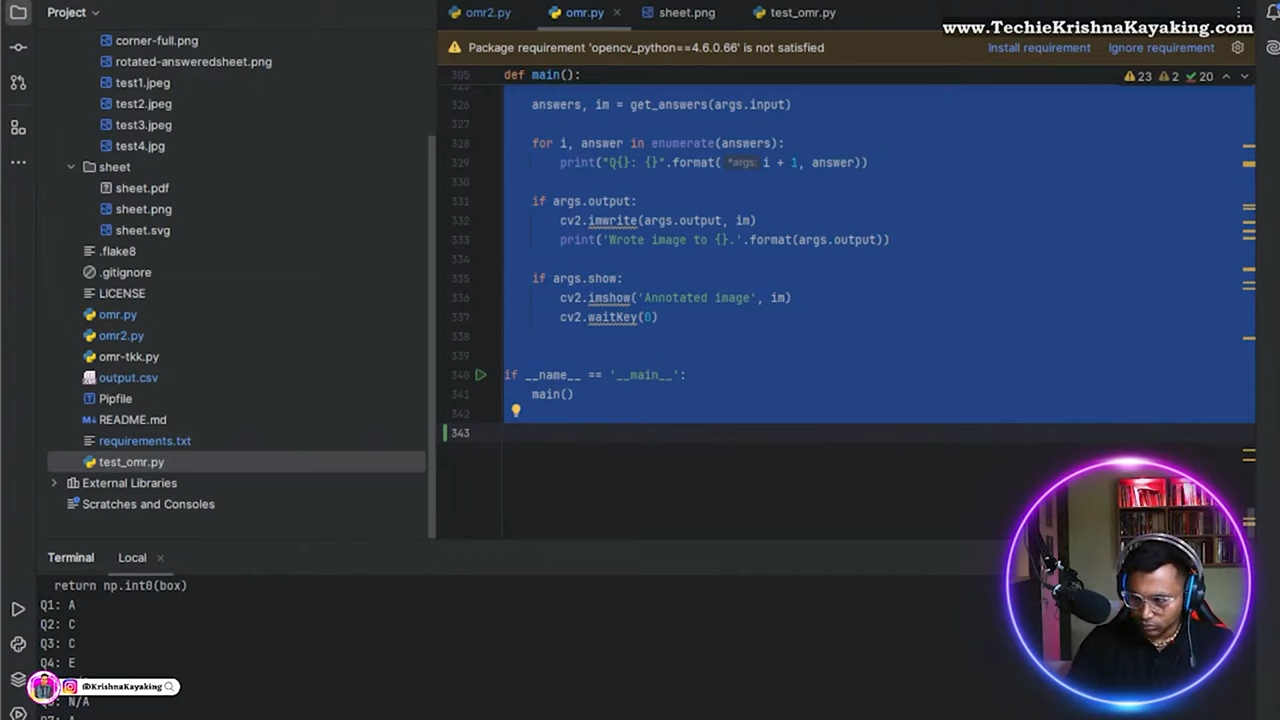 Project
omr2.py
omr.py
sheet.png
test_omr.py
www.TechieKrishnaKayaking.com
Package requirement 'opencv_python==4.6.0.66' is not satisfied
Install requirement
Ignore requirement
corner-full.png
rotated-answeredsheet.png
test1.jpeg
test2.jpeg
test3.jpeg
test4.jpg
sheet
sheet.pdf
sheet.png
sheet.svg
.flake8
.gitignore
LICENSE
omr.py
omr2.py
omr-tkk.py
output.csv
Pipfile
README.md
requirements.txt
test_omr.py
External Libraries
Scratches and Consoles
305 def main():
23 2 20
326 answers, im = get_answers(args.input)
327
328 for i, answer in enumerate(answers):
329 print("Q{}: {}".format( *args: i + 1, answer))
330
331 if args.output:
332 cv2.imwrite(args.output, im)
333 print('Wrote image to {}.'.format(args.output))
334
335 if args.show:
336 cv2.imshow('Annotated image', im)
337 cv2.waitKey(0)
338
339
340 if __name__ == '__main__':
341 main()
342
343
Terminal
Local
return np.int0(box)
Q1: A
Q2: C
Q3: C
Q4: E
@KrishnaKayaking
N/A